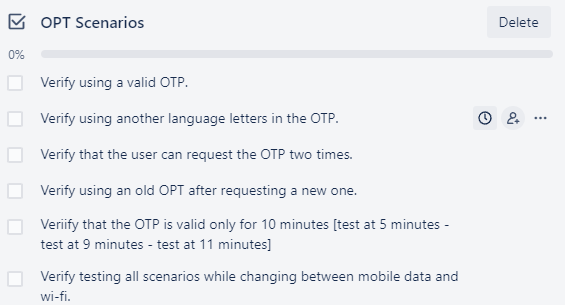 OPT Scenarios
Delete
0%
Verify using a valid OTP.
Verify using another language letters in the OTP.
Verify that the user can request the OTP two times.
Verify using an old OPT after requesting a new one.
Veriify that the OTP is valid only for 10 minutes [test at 5 minutes -
test at 9 minutes - test at 11 minutes]
Verify testing all scenarios while changing between mobile data and
wi-fi.